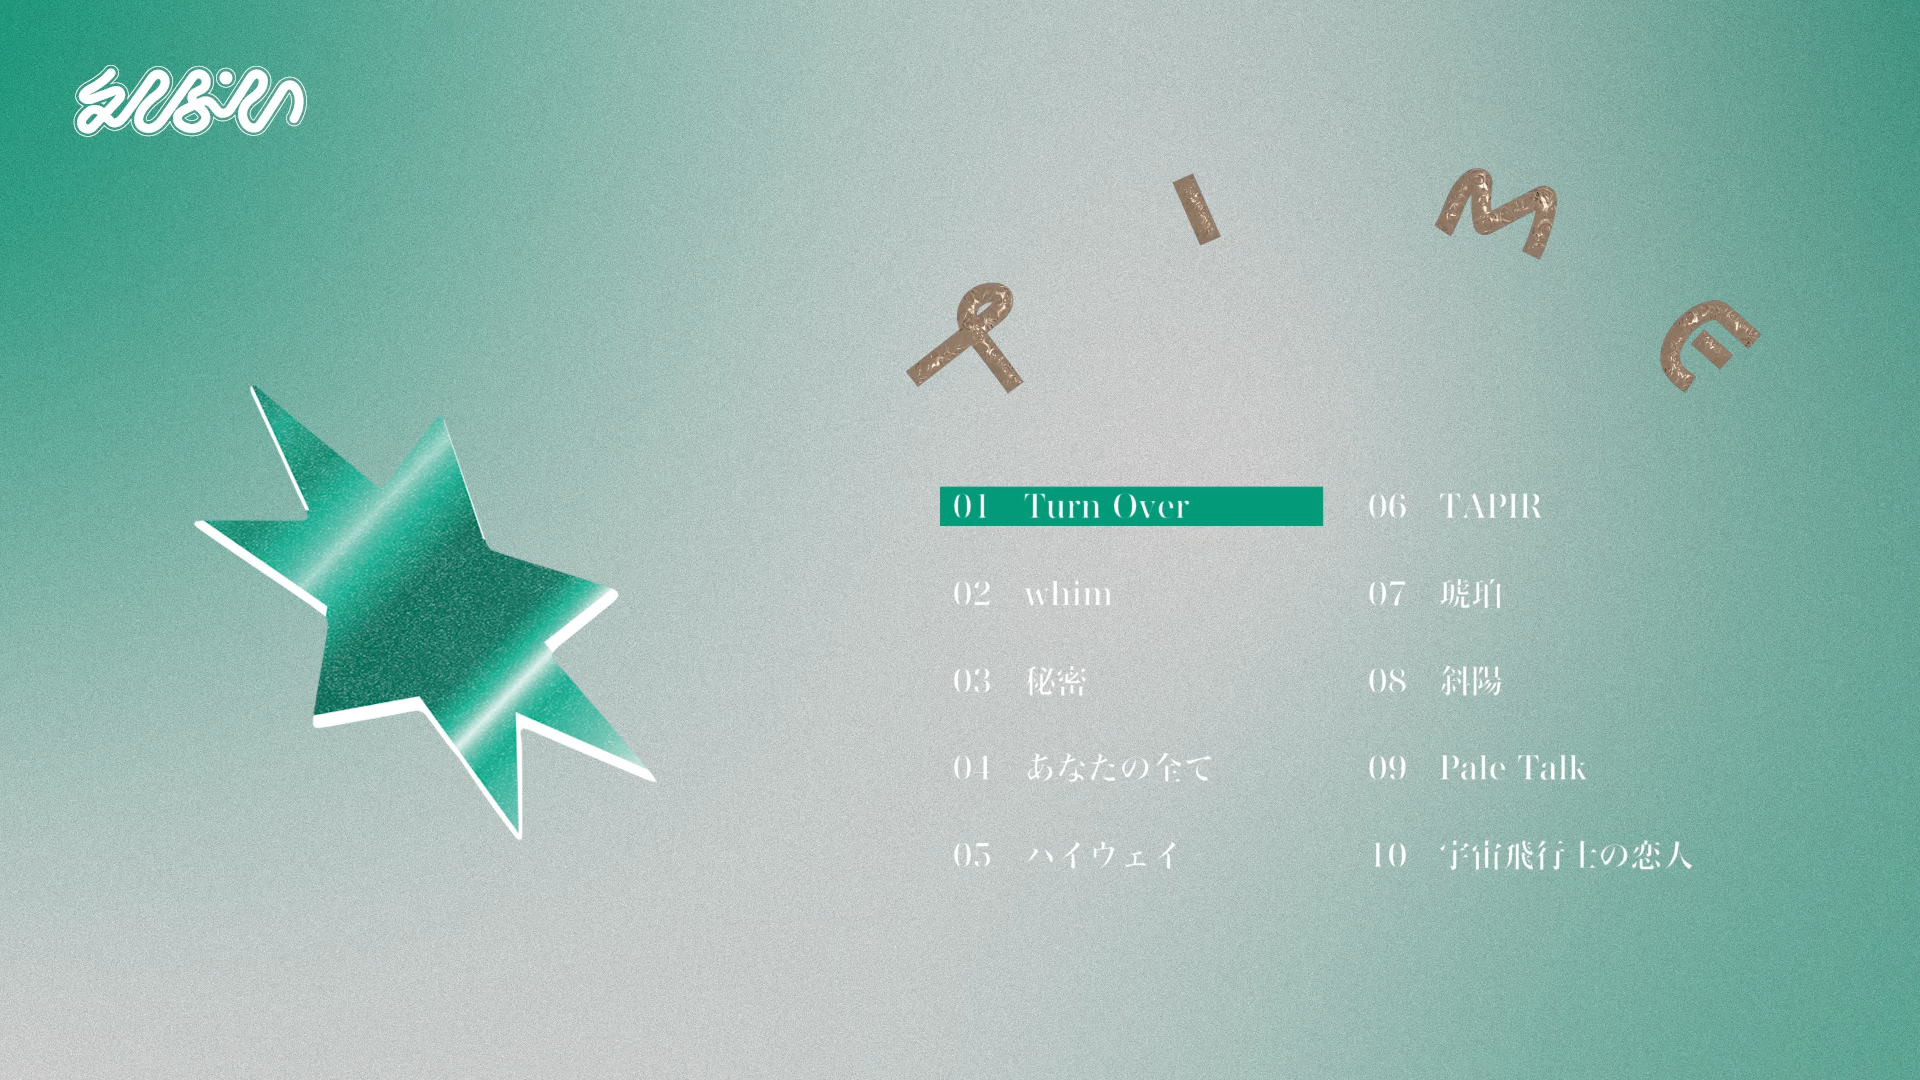 T I M E
01 Turn Over
02 whim
03 秘密
04 あなたの全て
05 ハイウェイ
06 TAPIR
07 琥珀
08 斜陽
09 Pale Talk
10 宇宙飛行士の恋人